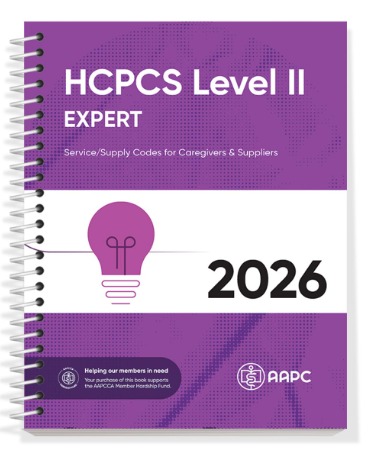 HCPCS Level II
EXPERT
Service/Supply Codes for Caregivers & Suppliers
2026
Helping our members in need
Your purchase of this book supports
the AAPCCA Member Hardship Fund.
AAPC